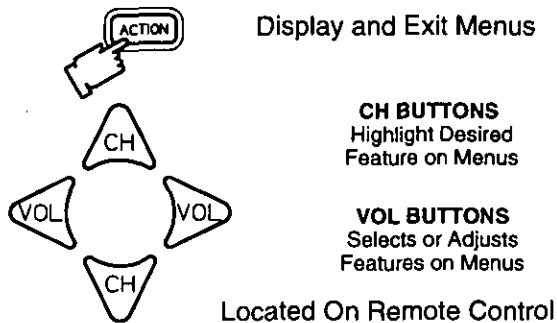 ACTION
Display and Exit Menus
CH
CH BUTTONS
Highlight Desired
Feature on Menus
VOL
VOL
VOL BUTTONS
Selects or Adjusts
Features on Menus
CH
Located On Remote Control